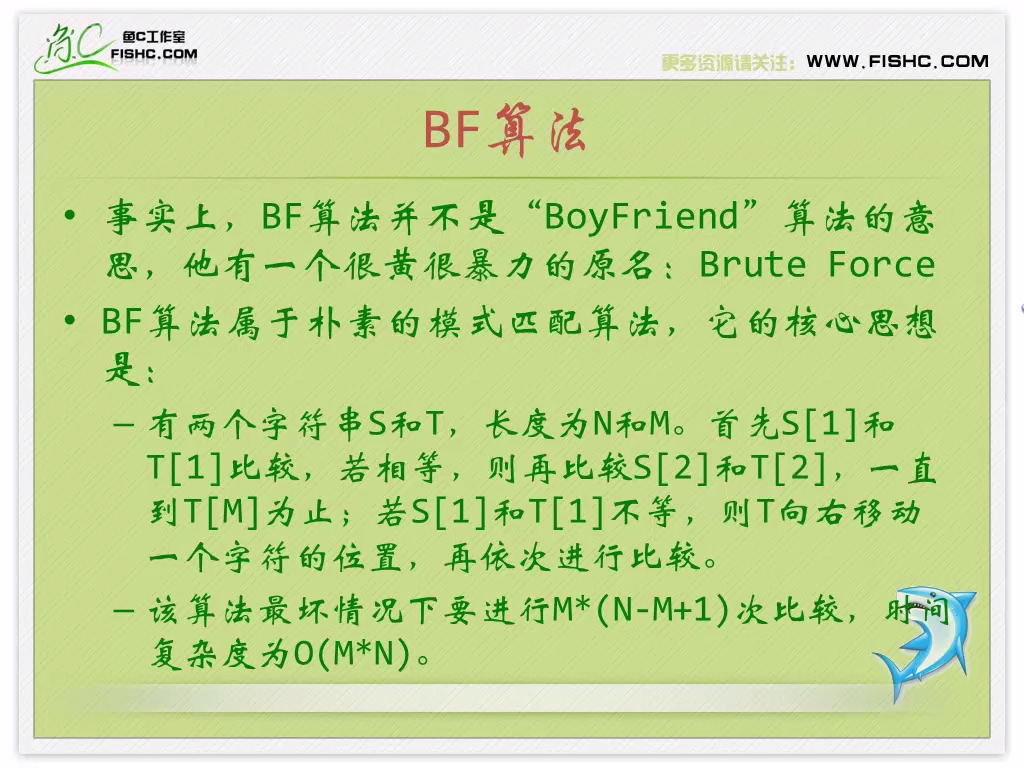 鱼C工作室
FISHC.COM
更多资源请关注： WWW.FISHC.COM
BF算法
• 事实上，BF算法并不是“BoyFriend”算法的意
思，他有一个很黄很暴力的原名：Brute Force
• BF算法属于朴素的模式匹配算法，它的核心思想
是：
– 有两个字符串S和T，长度为N和M。首先S[1]和
T[1]比较，若相等，则再比较S[2]和T[2]，一直
到T[M]为止；若S[1]和T[1]不等，则T向右移动
一个字符的位置，再依次进行比较。
– 该算法最坏情况下要进行M*(N-M+1)次比较，时间
复杂度为O(M*N)。